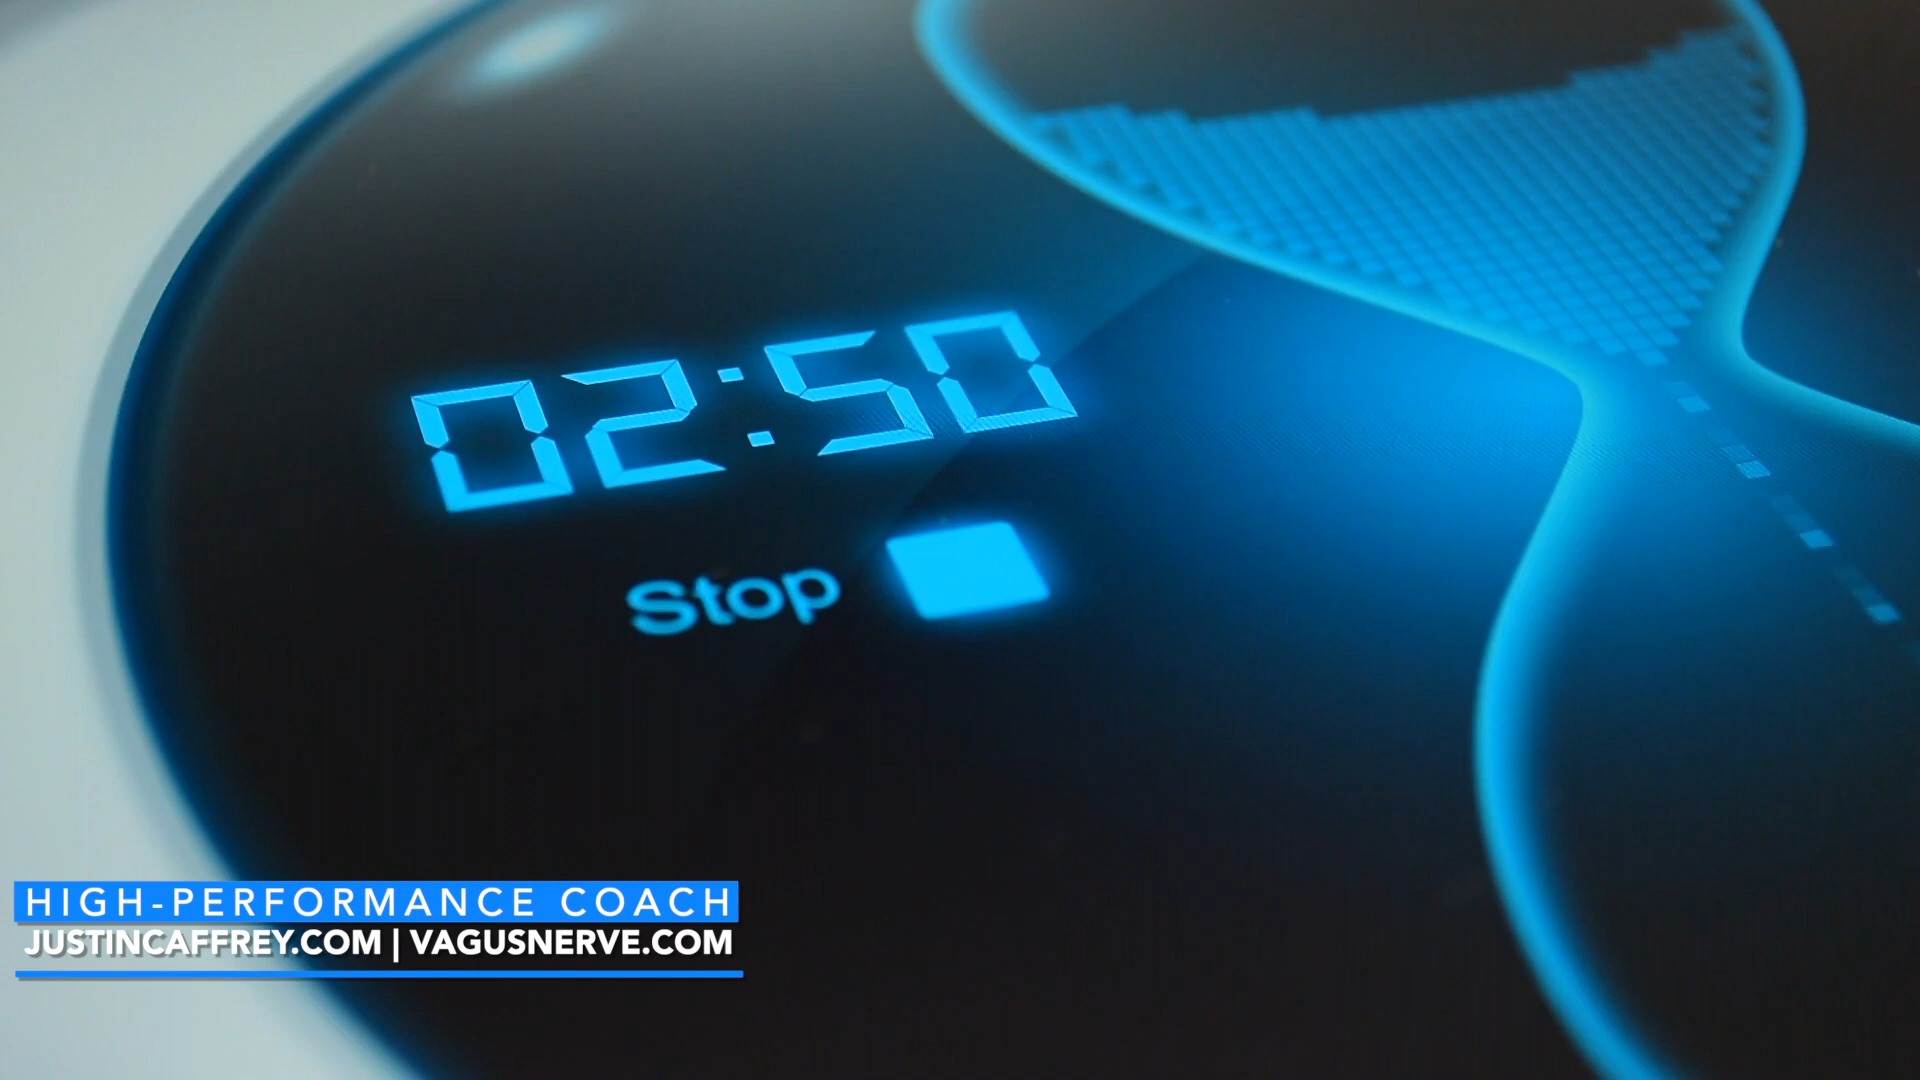 02:50
Stop
HIGH-PERFORMANCE COACH
JUSTINCAFFREY.COM | VAGUSNERVE.COM